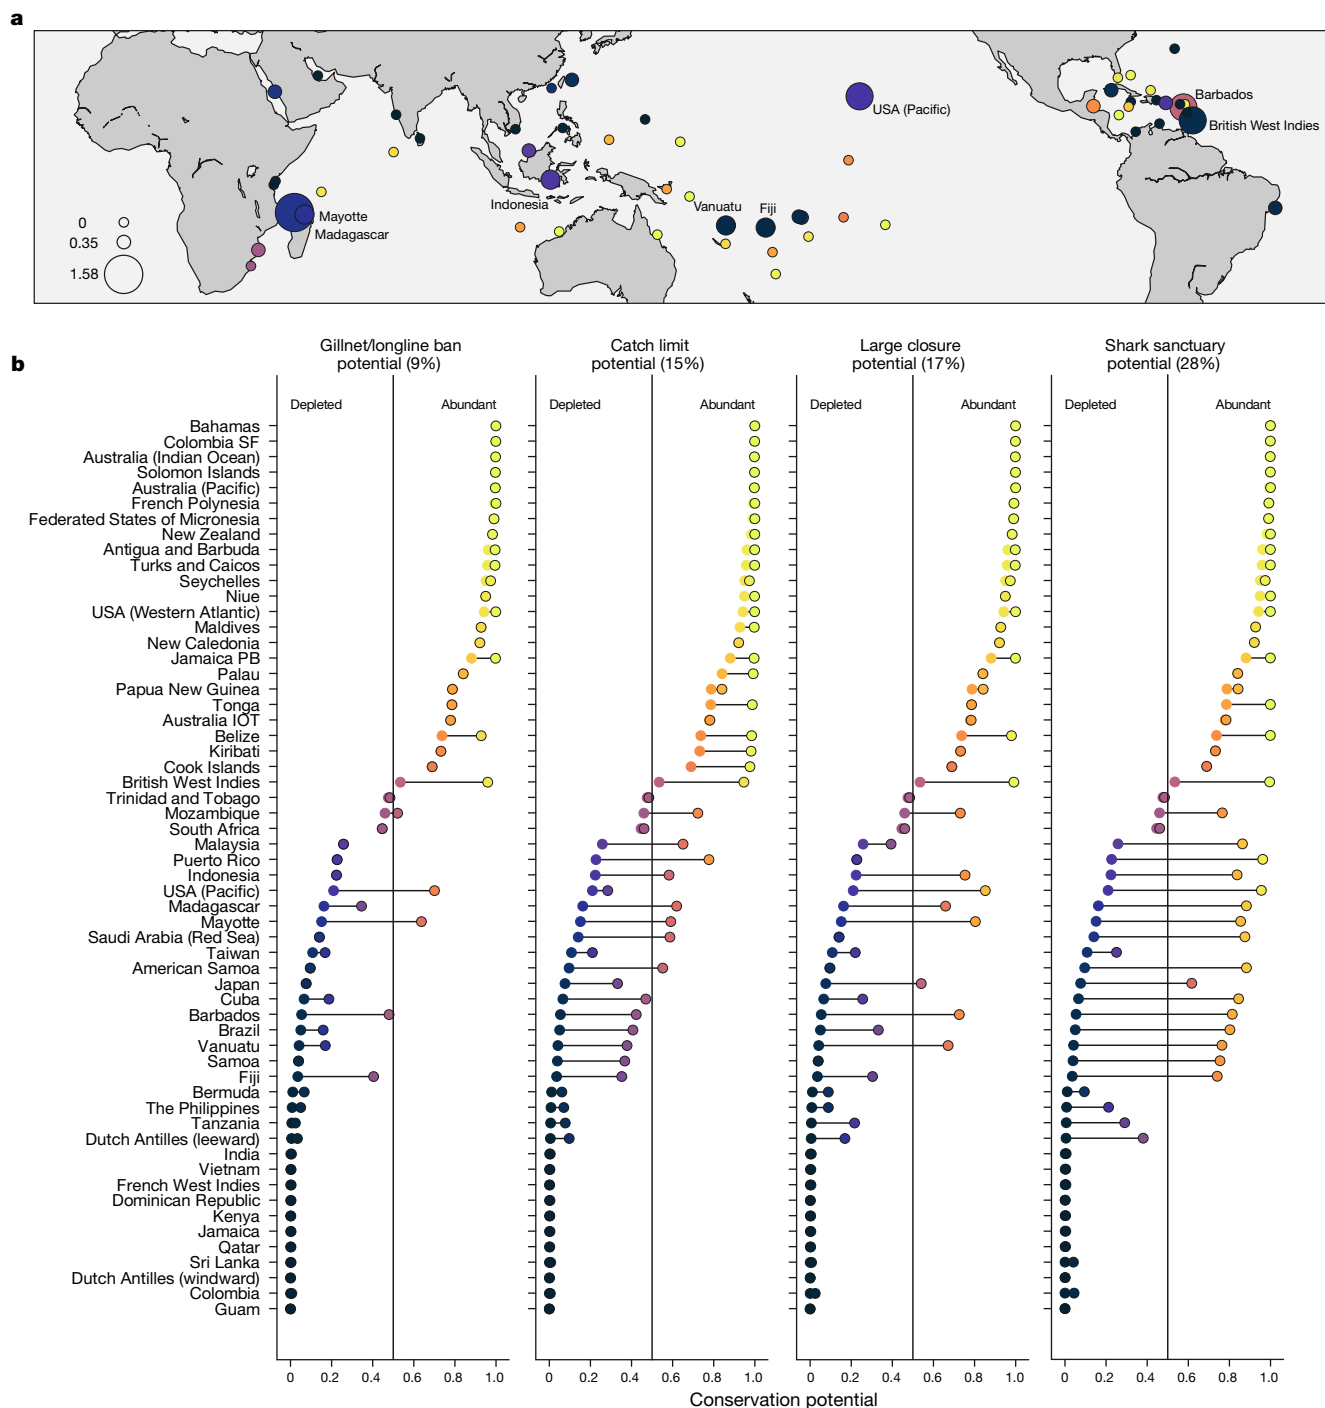 a
Barbados
USA (Pacific)
British West Indies
Indonesia
Vanuatu
Fiji
Mayotte
Madagascar
0
0.35
1.58
b
Gillnet/longline ban
potential (9%)
Catch limit
potential (15%)
Large closure
potential (17%)
Shark sanctuary
potential (28%)
Depleted Abundant Depleted Abundant Depleted Abundant Depleted Abundant
Bahamas
Colombia SF
Australia (Indian Ocean)
Solomon Islands
Australia (Pacific)
French Polynesia
Federated States of Micronesia
New Zealand
Antigua and Barbuda
Turks and Caicos
Seychelles
Niue
USA (Western Atlantic)
Maldives
New Caledonia
Jamaica PB
Palau
Papua New Guinea
Tonga
Australia IOT
Belize
Kiribati
Cook Islands
British West Indies
Trinidad and Tobago
Mozambique
South Africa
Malaysia
Puerto Rico
Indonesia
USA (Pacific)
Madagascar
Mayotte
Saudi Arabia (Red Sea)
Taiwan
American Samoa
Japan
Cuba
Barbados
Brazil
Vanuatu
Samoa
Fiji
Bermuda
The Philippines
Tanzania
Dutch Antilles (leeward)
India
Vietnam
French West Indies
Dominican Republic
Kenya
Jamaica
Qatar
Sri Lanka
Dutch Antilles (windward)
Colombia
Guam
0 0.2 0.4 0.6 0.8 1.0 0 0.2 0.4 0.6 0.8 1.0 0 0.2 0.4 0.6 0.8 1.0 0 0.2 0.4 0.6 0.8 1.0
Conservation potential